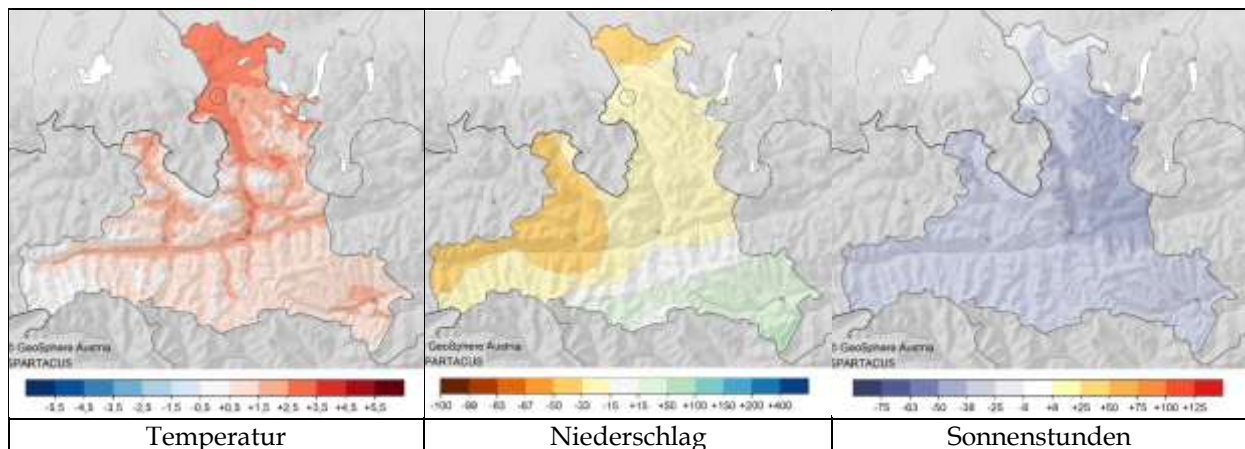 © GeoSphere Austria
SPARTACUS
GeoSphere Austria
SPARTACUS
© GeoSphere Austria
SPARTACUS
-5,5 -4,5 -3,5 -2,5 -1,5 -0,5 +0,5 +1,5 +2,5 +3,5 +4,5 +5,5
-100 -83 -67 -50 -33 -15 +15 +50 +100 +150 +200 +400
-75 -63 -50 -38 -25 -8 +8 +25 +50 +75 +100 +125
Temperatur
Niederschlag
Sonnenstunden